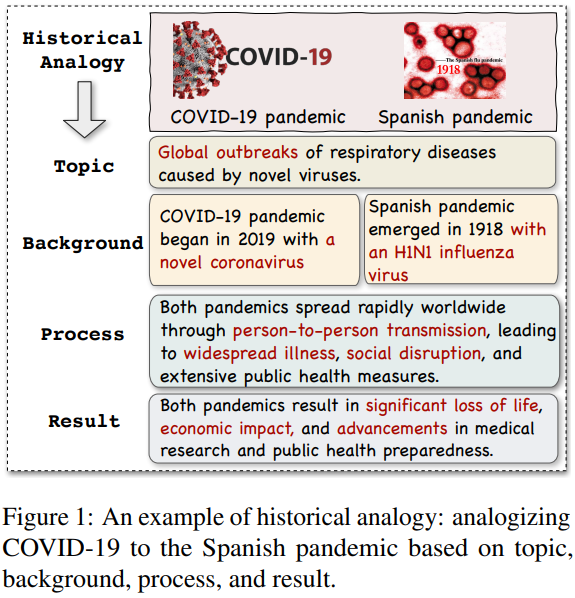 Historical
Analogy
COVID-19
The Spanish flu pandemic
1918
COVID-19 pandemic
Spanish pandemic
Topic
Global outbreaks of respiratory diseases
caused by novel viruses.
Background
COVID-19 pandemic
began in 2019 with a
novel coronavirus
Spanish pandemic
emerged in 1918 with
an H1N1 influenza
virus
Process
Both pandemics spread rapidly worldwide
through person-to-person transmission, leading
to widespread illness, social disruption, and
extensive public health measures.
Result
Both pandemics result in significant loss of life,
economic impact, and advancements in medical
research and public health preparedness.
Figure 1: An example of historical analogy: analogizing
COVID-19 to the Spanish pandemic based on topic,
background, process, and result.